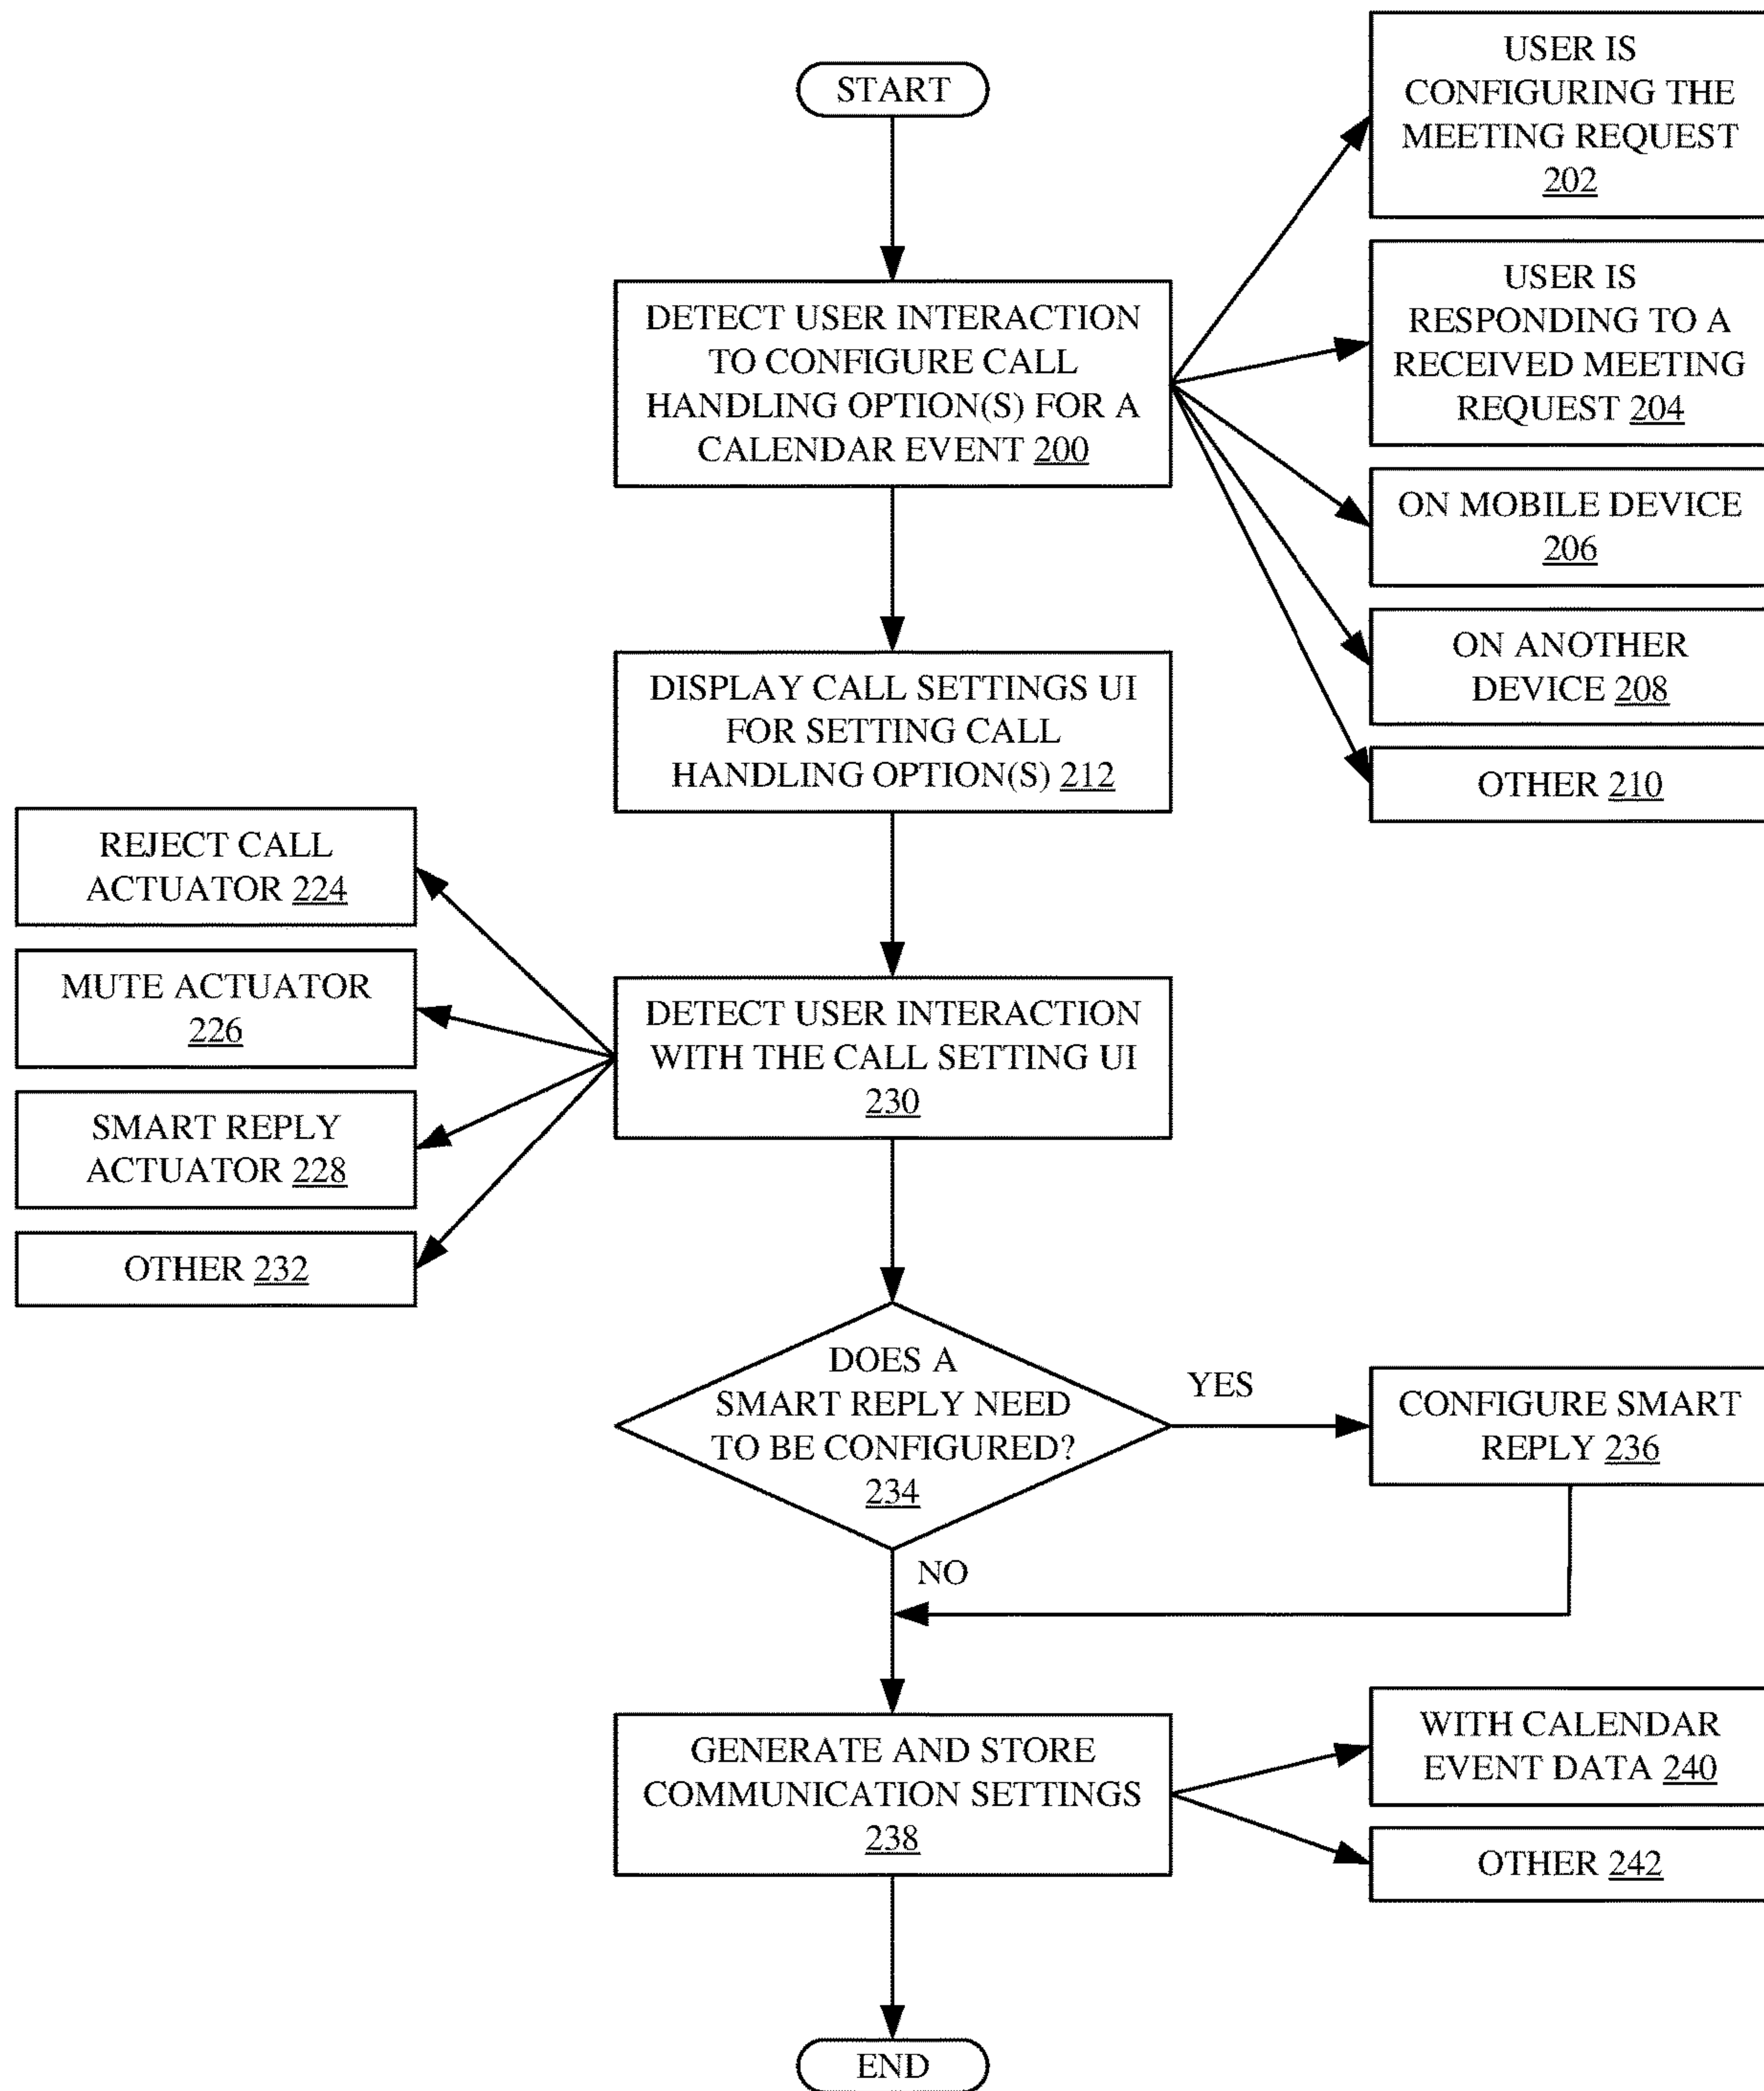 START
USER IS
CONFIGURING THE
MEETING REQUEST
202
DETECT USER INTERACTION
TO CONFIGURE CALL
HANDLING OPTION(S) FOR A
CALENDAR EVENT 200
USER IS
RESPONDING TO A
RECEIVED MEETING
REQUEST 204
ON MOBILE DEVICE
206
ON ANOTHER
DEVICE 208
OTHER 210
DISPLAY CALL SETTINGS UI
FOR SETTING CALL
HANDLING OPTION(S) 212
REJECT CALL
ACTUATOR 224
MUTE ACTUATOR
226
SMART REPLY
ACTUATOR 228
OTHER 232
DETECT USER INTERACTION
WITH THE CALL SETTING UI
230
DOES A
SMART REPLY NEED
TO BE CONFIGURED?
234
YES
CONFIGURE SMART
REPLY 236
NO
GENERATE AND STORE
COMMUNICATION SETTINGS
238
WITH CALENDAR
EVENT DATA 240
OTHER 242
END